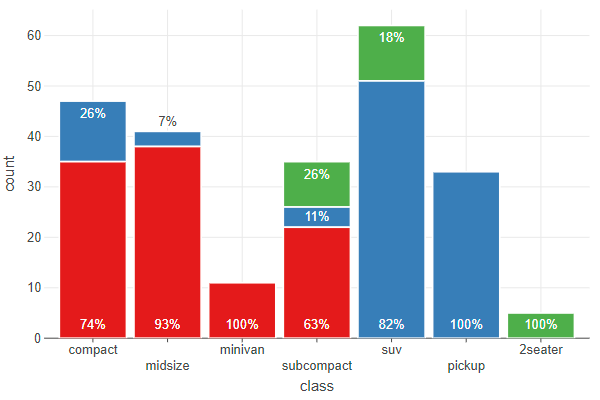 count
60
50
40
30
20
10
0
26%
74%
7%
93%
100%
26%
11%
63%
18%
82%
100%
100%
compact
midsize
minivan
subcompact
suv
pickup
2seater
class